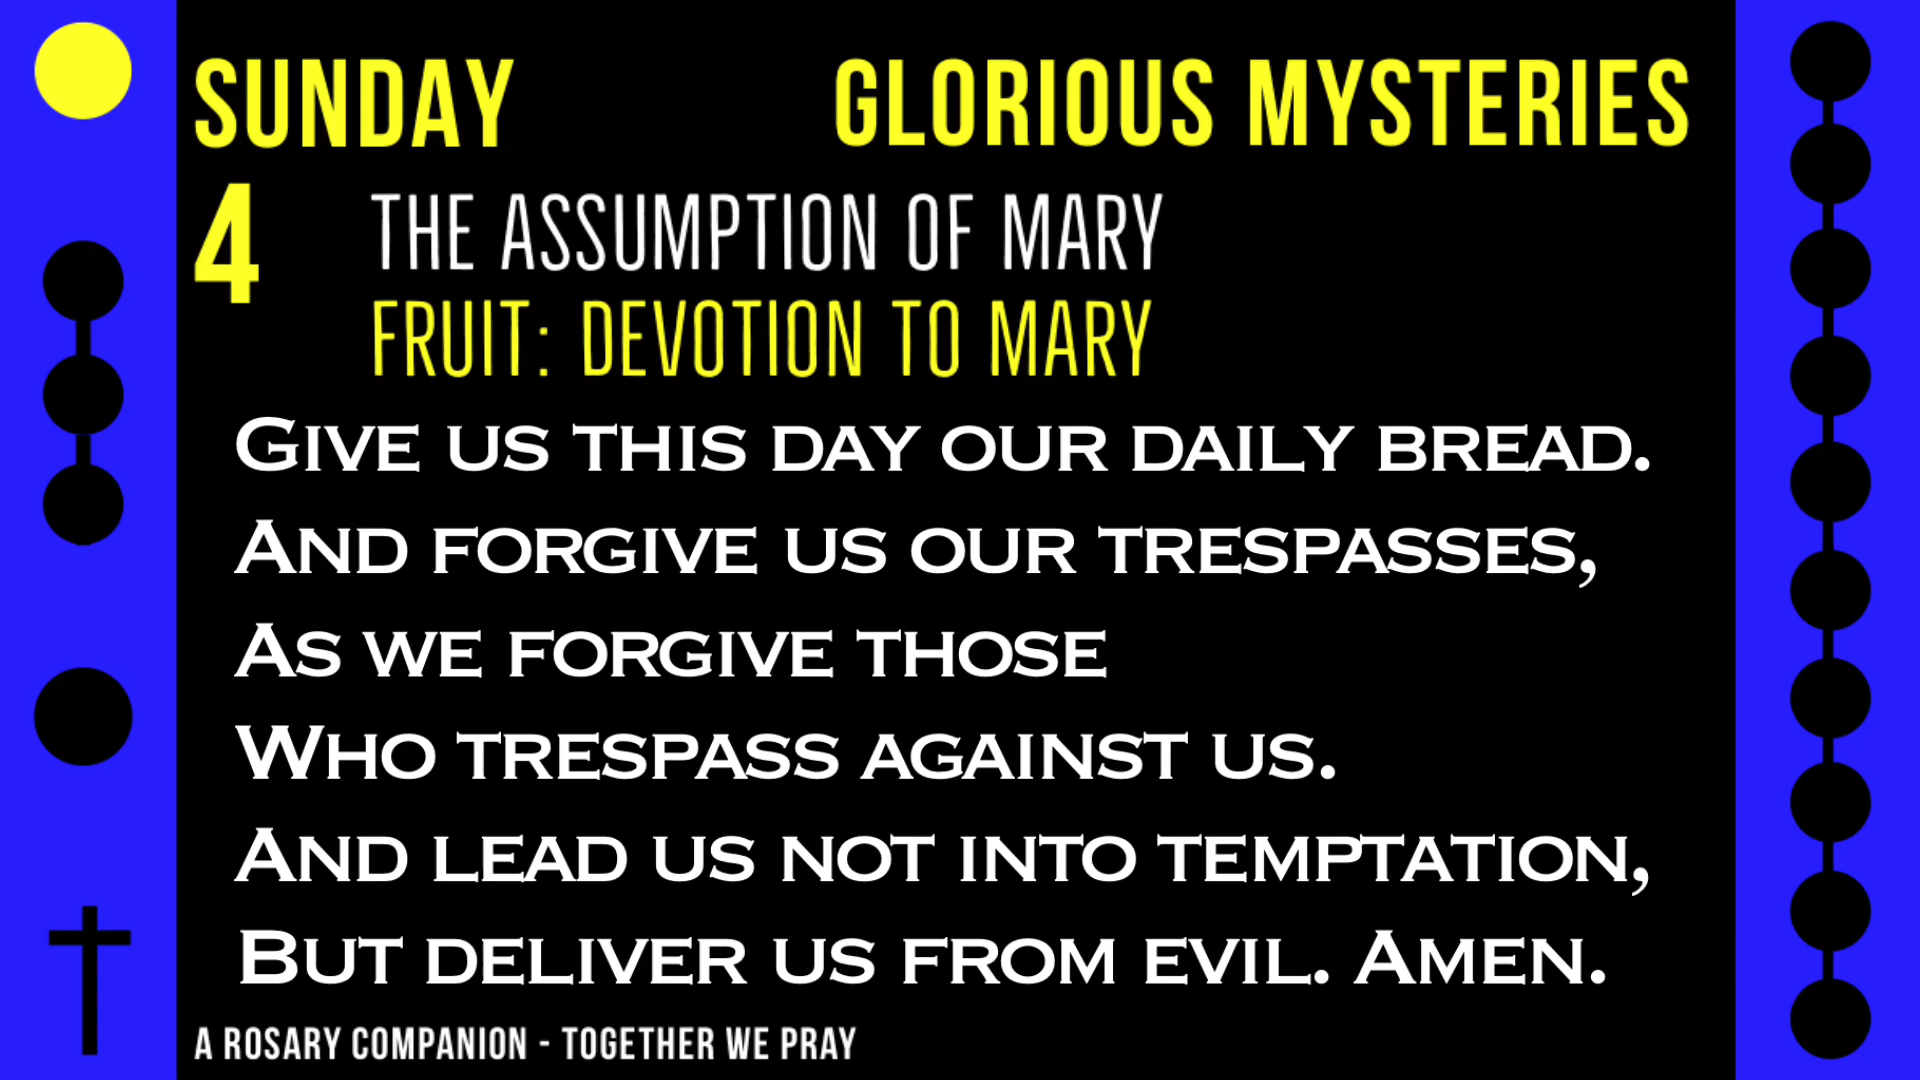 SUNDAY GLORIOUS MYSTERIES
4 THE ASSUMPTION OF MARY
FRUIT: DEVOTION TO MARY
GIVE US THIS DAY OUR DAILY BREAD.
AND FORGIVE US OUR TRESPASSES,
AS WE FORGIVE THOSE
WHO TRESPASS AGAINST US.
AND LEAD US NOT INTO TEMPTATION,
BUT DELIVER US FROM EVIL. AMEN.
A ROSARY COMPANION - TOGETHER WE PRAY